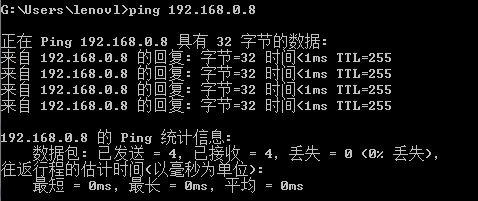 G:\Users\lenovl>ping 192.168.0.8
正在 Ping 192.168.0.8 具有 32 字节的数据:
来自 192.168.0.8 的回复: 字节=32 时间<1ms TTL=255
来自 192.168.0.8 的回复: 字节=32 时间<1ms TTL=255
来自 192.168.0.8 的回复: 字节=32 时间<1ms TTL=255
来自 192.168.0.8 的回复: 字节=32 时间<1ms TTL=255
192.168.0.8 的 Ping 统计信息:
数据包: 已发送 = 4, 已接收 = 4, 丢失 = 0 (0% 丢失),
往返行程的估计时间(以毫秒为单位):
最短 = 0ms, 最长 = 0ms, 平均 = 0ms